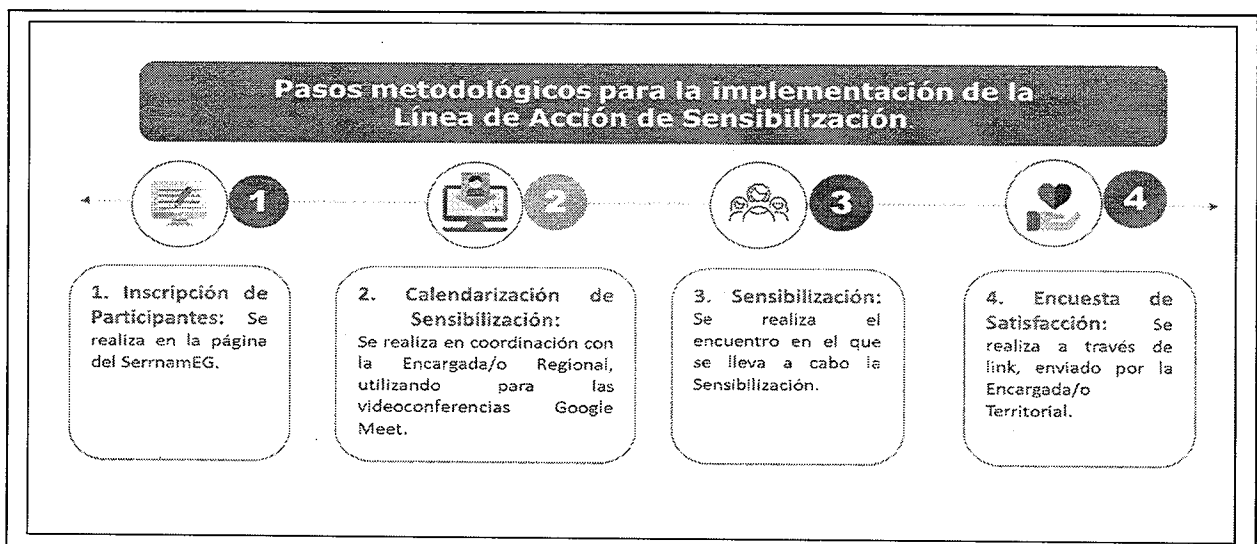 Pasos metodológicos para la implementación de la
Línea de Acción de Sensibilización
1
2
3
4
1. Inscripción de
Participantes: Se
realiza en la página
del SerrnamEG.
2. Calendarización de
Sensibilización:
Se realiza en coordinación con
la Encargada/o Regional,
utilizando para las
videoconferencias Google
Meet.
3. Sensibilización:
Se realiza el
encuentro en el que
se lleva a cabo la
Sensibilización.
4. Encuesta de
Satisfacción: Se
realiza a través de
link, enviado por la
Encargada/o
Territorial.